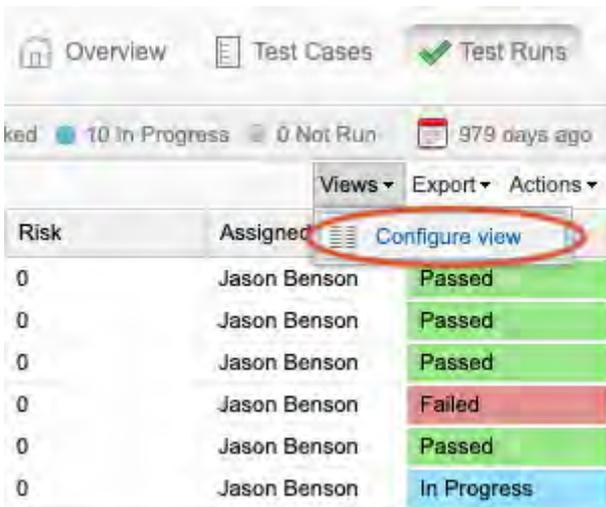 Overview Test Cases Test Runs
ked 10 In Progress 0 Not Run 979 days ago
Views Export Actions
Risk Assigned Configure view
0 Jason Benson Passed
0 Jason Benson Passed
0 Jason Benson Passed
0 Jason Benson Failed
0 Jason Benson Passed
0 Jason Benson In Progress